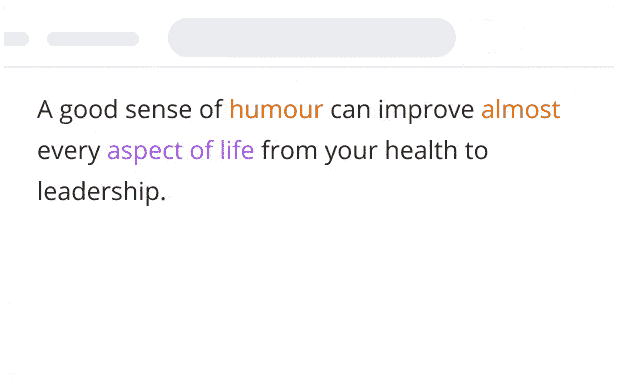 A good sense of humour can improve almost
every aspect of life from your health to
leadership.